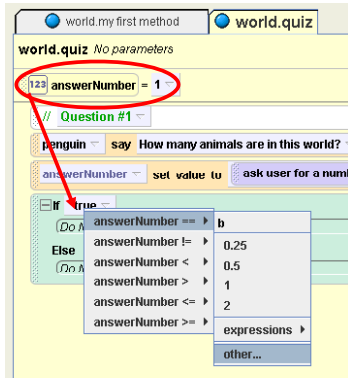 world.my first method world.quiz
world.quiz No parameters
123 answerNumber = 1
// Question #1
penguin say How many animals are in this world?
answerNumber set value to ask user for a num
If true
answerNumber == b
answerNumber != 0.25
answerNumber < 0.5
answerNumber > 1
answerNumber <= 2
answerNumber >= expressions
other...
(Do N
Else
(Do N